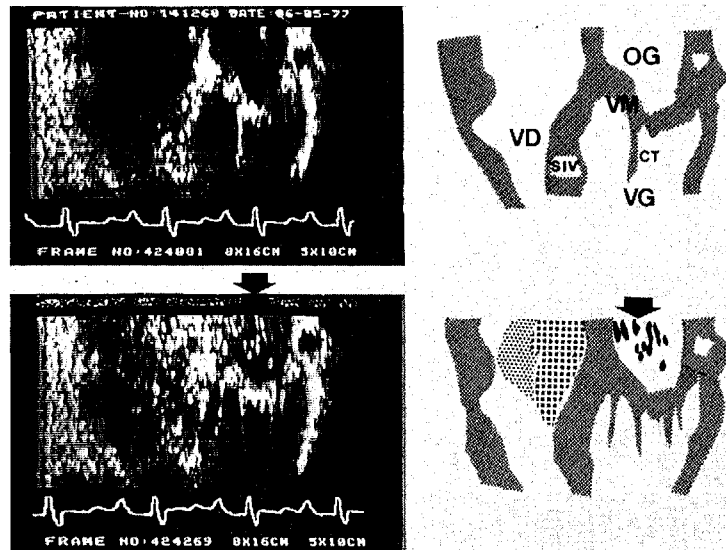 PATIENT-NO: 141260 DATE: 06-05-77
FRAME NO: 424001 8X16CM 5X10CM
OG
VM
VD
CT
SIV
VG
FRAME NO: 424269 8X16CM 5X10CM